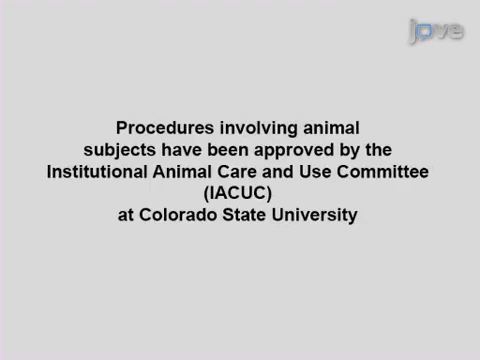 jove
Procedures involving animal
subjects have been approved by the
Institutional Animal Care and Use Committee
(IACUC)
at Colorado State University